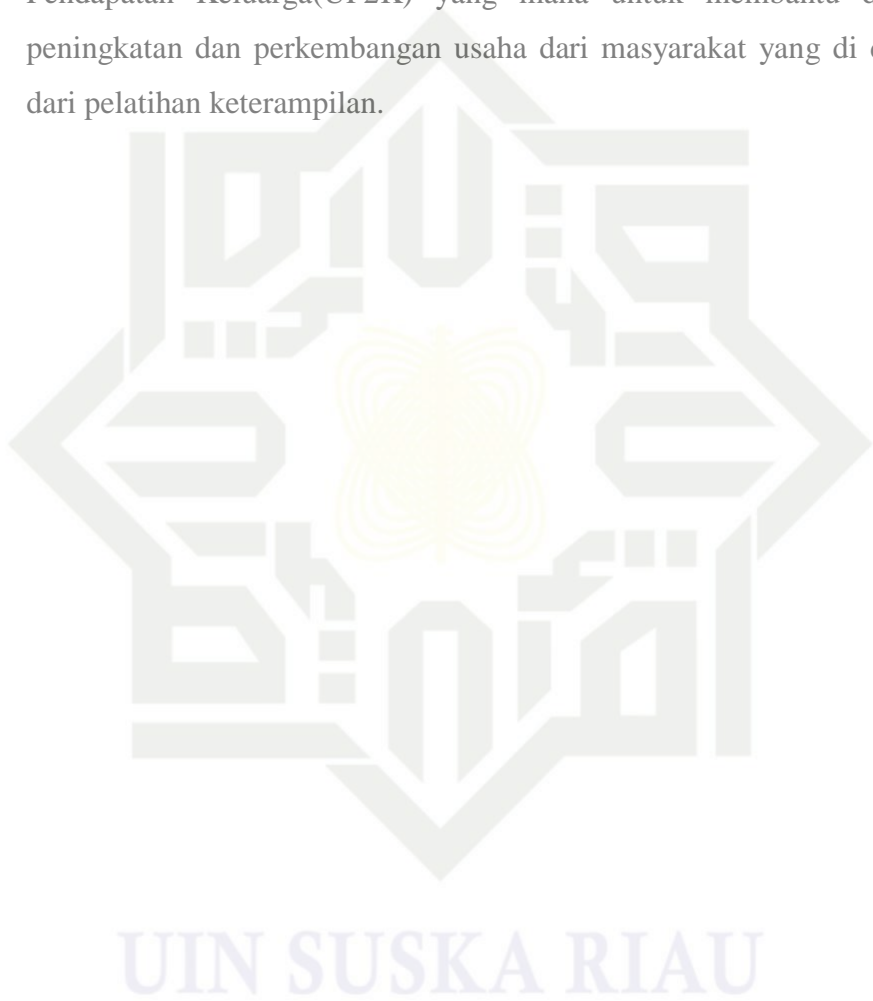 Pendapatan Keluarga(UP2K) yang mana untuk membantu
peningkatan dan perkembangan usaha dari masyarakat yang di
dari pelatihan keterampilan.
UIN SUSKA RIAU